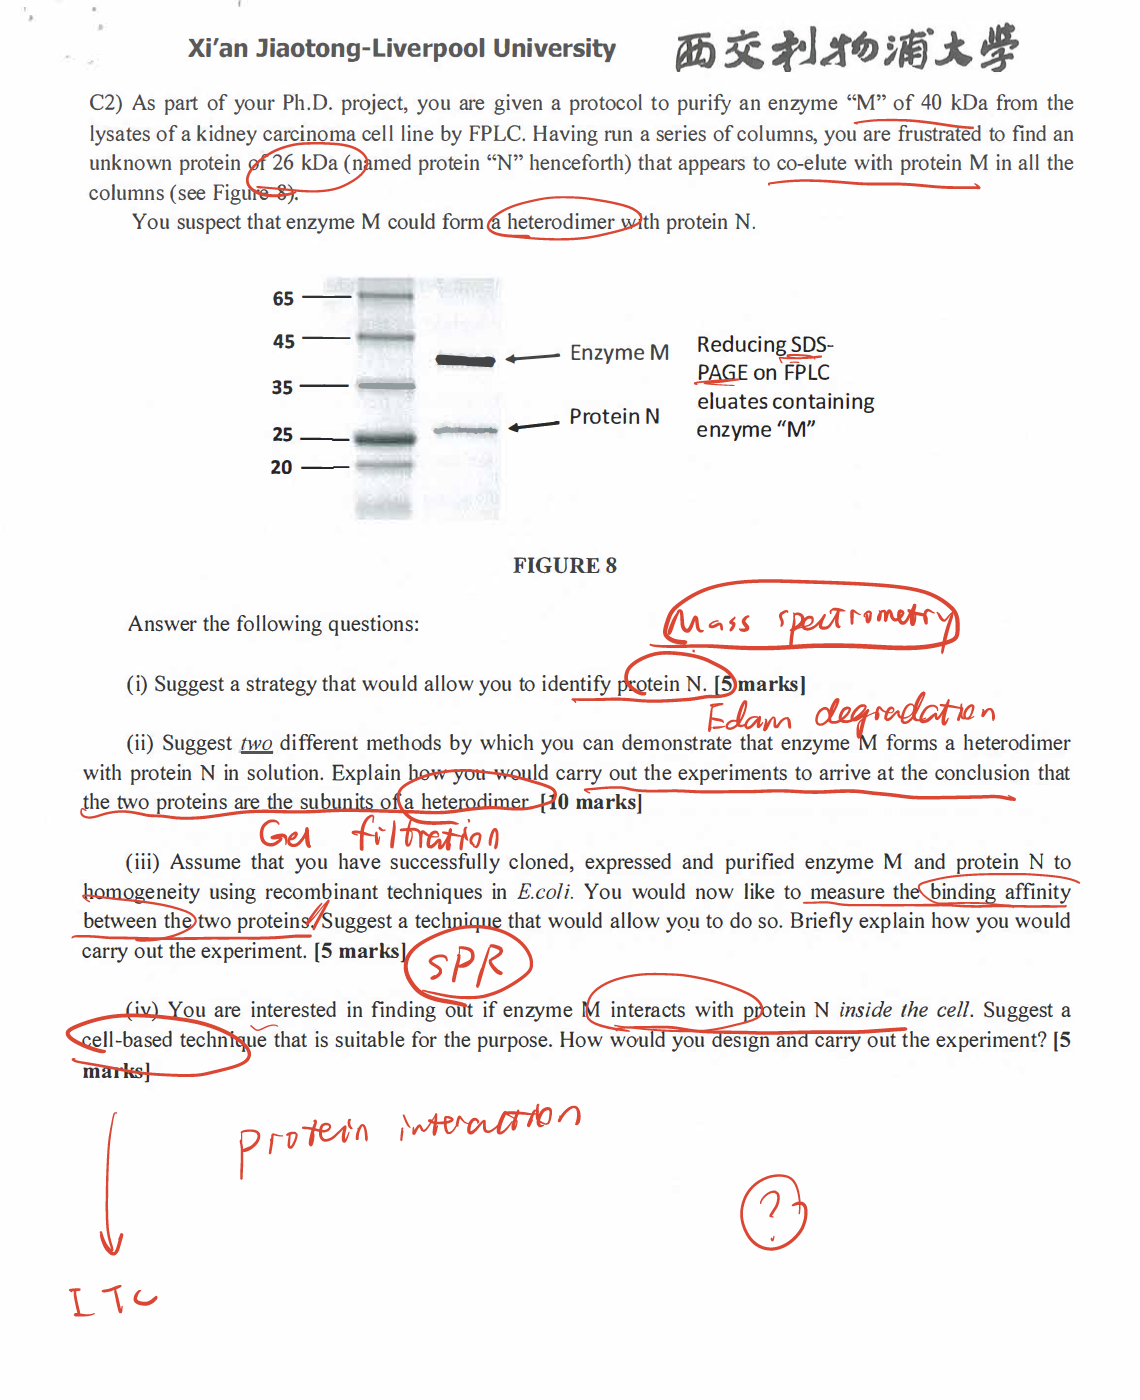 Xi'an Jiaotong-Liverpool University 西交利物浦大學
C2) As part of your Ph.D. project, you are given a protocol to purify an enzyme “M” of 40 kDa from the
lysates of a kidney carcinoma cell line by FPLC. Having run a series of columns, you are frustrated to find an
unknown protein of 26 kDa (named protein “N” henceforth) that appears to co-elute with protein M in all the
columns (see Figure 8).
You suspect that enzyme M could form a heterodimer with protein N.
65
45
35
25
20
Enzyme M
Protein N
Reducing SDS-
PAGE on FPLC
eluates containing
enzyme “M”
FIGURE 8
Mass spectrometry
Answer the following questions:
(i) Suggest a strategy that would allow you to identify protein N. [5 marks]
Edam degradation
(ii) Suggest two different methods by which you can demonstrate that enzyme M forms a heterodimer
with protein N in solution. Explain how you would carry out the experiments to arrive at the conclusion that
the two proteins are the subunits of a heterodimer. [10 marks]
Gel filtration
(iii) Assume that you have successfully cloned, expressed and purified enzyme M and protein N to
homogeneity using recombinant techniques in E.coli. You would now like to measure the binding affinity
between the two proteins. Suggest a technique that would allow you to do so. Briefly explain how you would
carry out the experiment. [5 marks]
SPR
(iv) You are interested in finding out if enzyme M interacts with protein N inside the cell. Suggest a
cell-based technique that is suitable for the purpose. How would you design and carry out the experiment? [5
marks]
Protein interaction
?
ITC